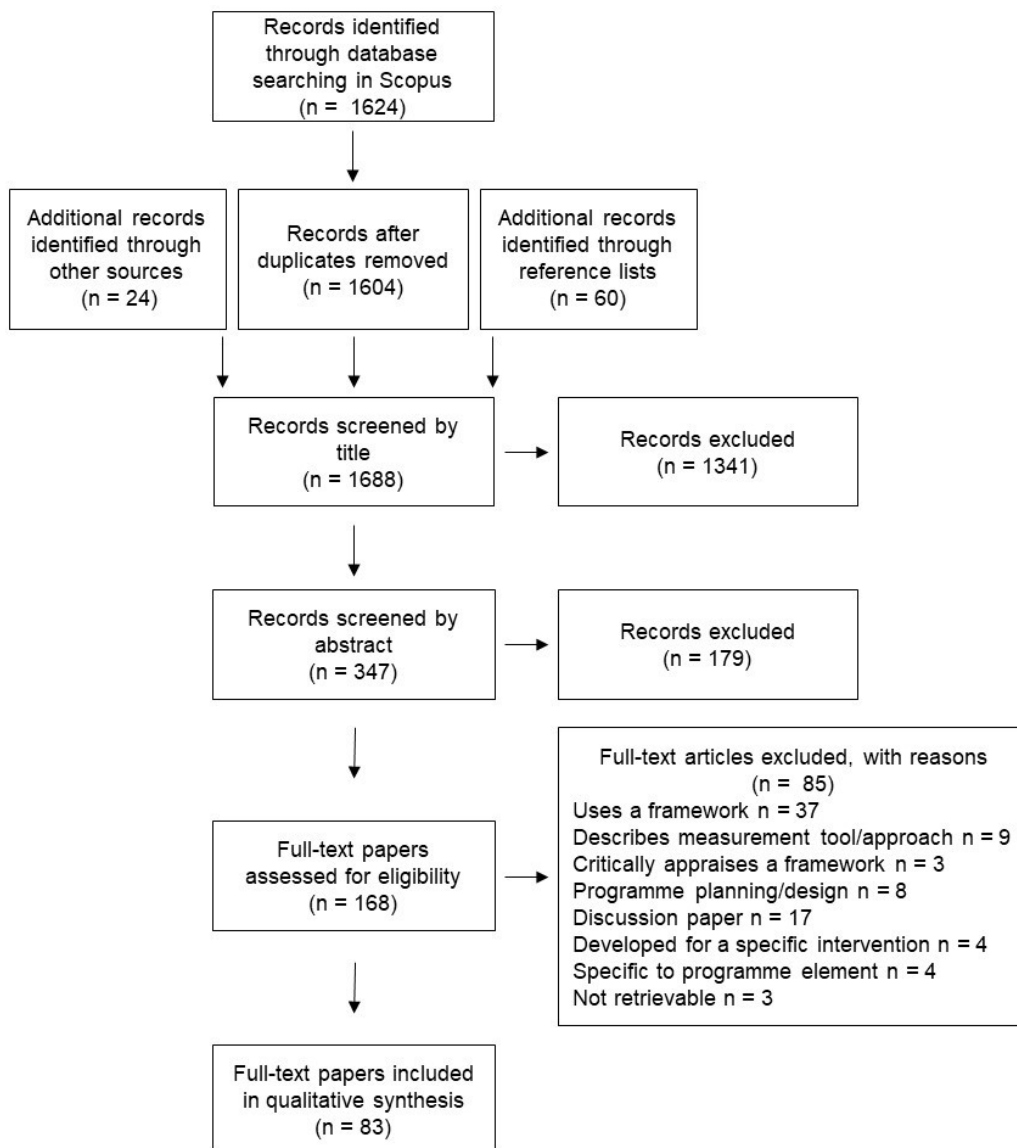 Records identified
through database
searching in Scopus
(n = 1624)
Additional records
identified through
other sources
(n = 24)
Records after
duplicates removed
(n = 1604)
Additional records
identified through
reference lists
(n = 60)
Records screened by
title
(n = 1688)
Records excluded
(n = 1341)
Records screened by
abstract
(n = 347)
Records excluded
(n = 179)
Full-text papers
assessed for eligibility
(n = 168)
Full-text articles excluded, with reasons
(n = 85)
Uses a framework n = 37
Describes measurement tool/approach n = 9
Critically appraises a framework n = 3
Programme planning/design n = 8
Discussion paper n = 17
Developed for a specific intervention n = 4
Specific to programme element n = 4
Not retrievable n = 3
Full-text papers included
in qualitative synthesis
(n = 83)